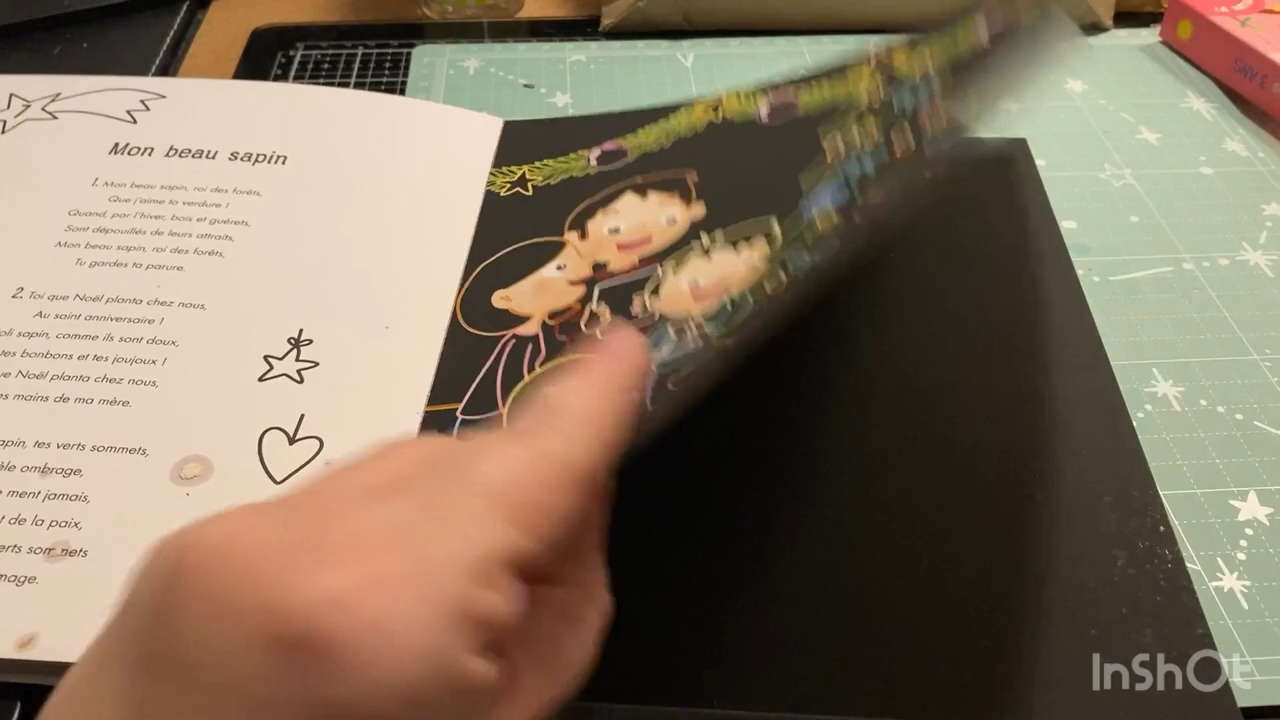 Mon beau sapin
1. Mon beau sapin, roi des forêts,
Que j'aime ta verdure !
Quand, par l'hiver, bois et guérets,
Sont dépouillés de leurs attraits,
Mon beau sapin, roi des forêts,
Tu gardes ta parure.
2. Toi que Noël planta chez nous,
Au saint anniversaire !
oli sapin, comme ils sont doux,
tes bonbons et tes joujoux !
ue Noël planta chez nous,
es mains de ma mère.
apin, tes verts sommets,
èle ombrage,
ment jamais,
t de la paix,
erts sommets
mage.
3 ANS
InShOt